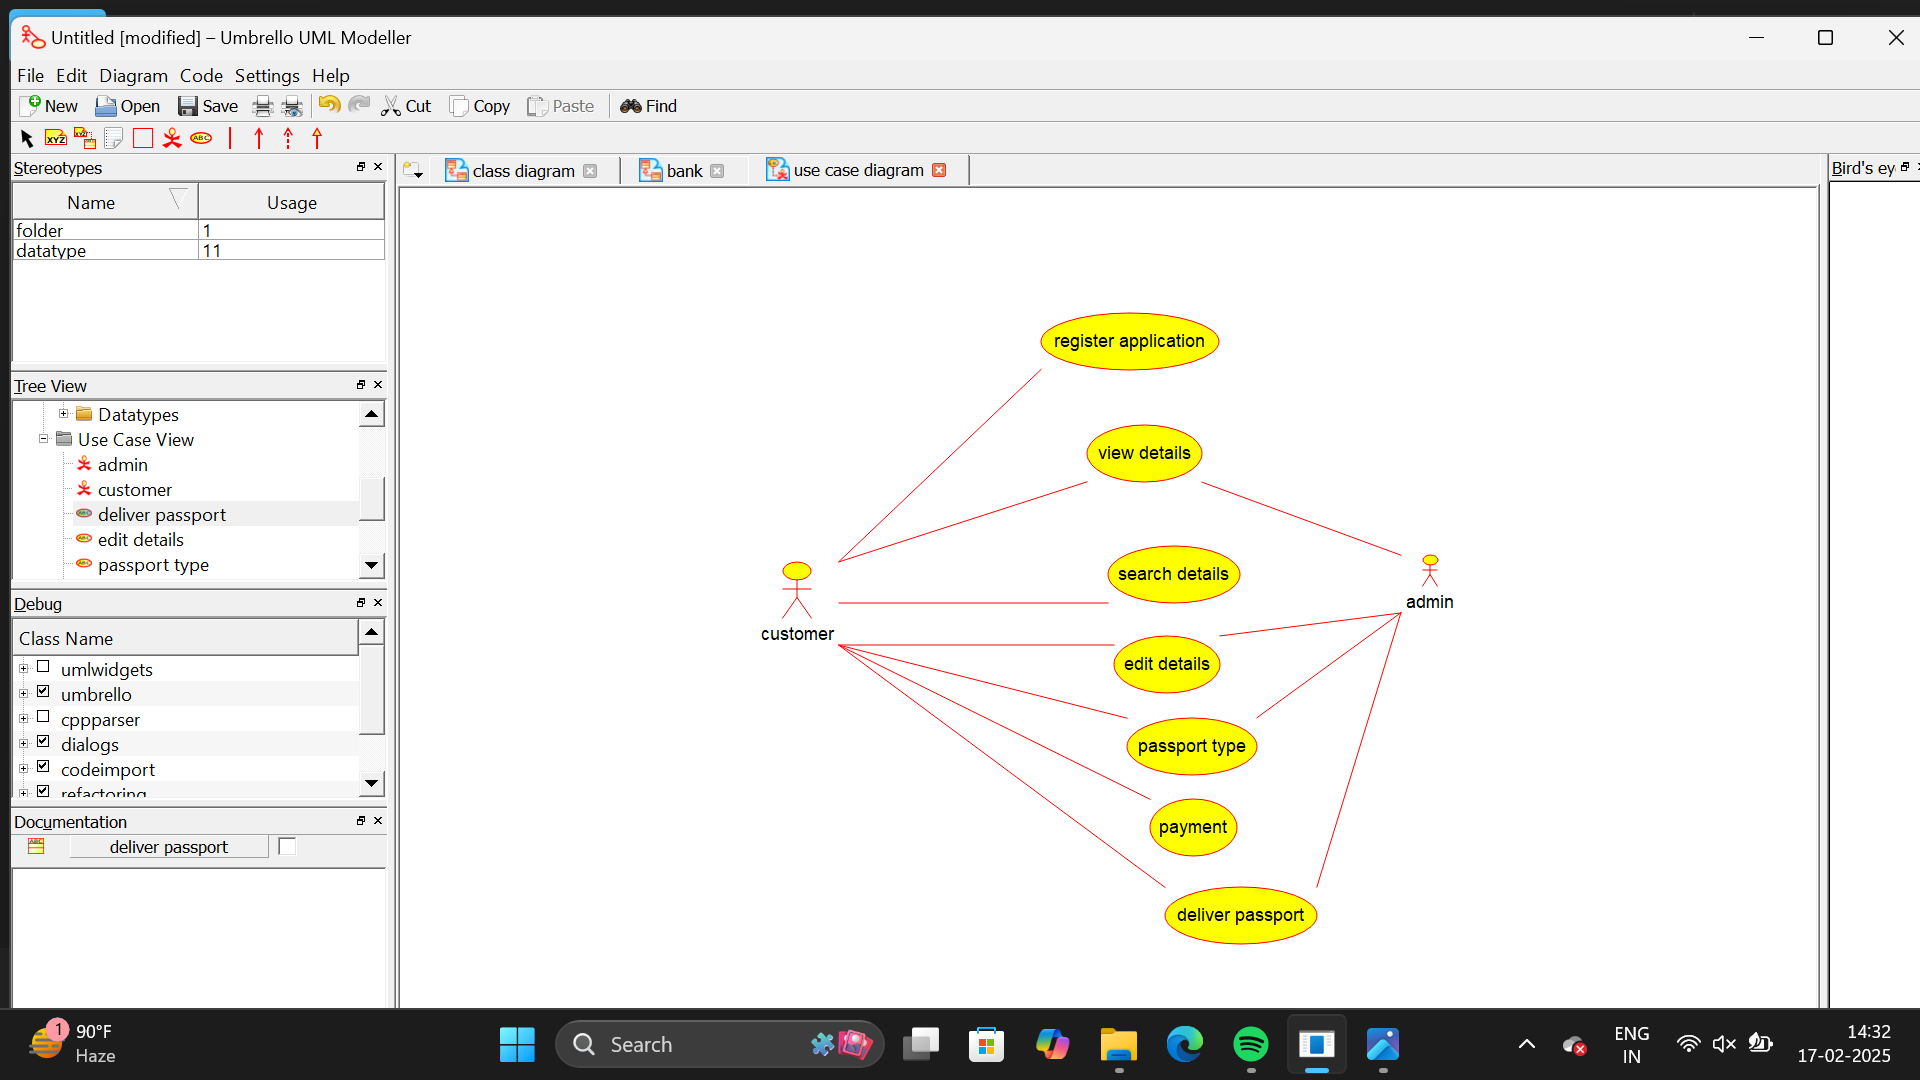 Untitled [modified] – Umbrello UML Modeller
File Edit Diagram Code Settings Help
New Open Save Cut Copy Paste Find
XYZ XYZ ABC
Stereotypes
Name Usage
folder 1
datatype 11
Tree View
Datatypes
Use Case View
admin
customer
deliver passport
edit details
passport type
Debug
Class Name
umlwidgets
umbrello
cppparser
dialogs
codeimport
refactoring
Documentation
deliver passport
class diagram bank use case diagram
Bird's ey
register application
view details
search details
admin
customer
edit details
passport type
payment
deliver passport
1 90°F
Haze
Search
ENG
IN
14:32
17-02-2025